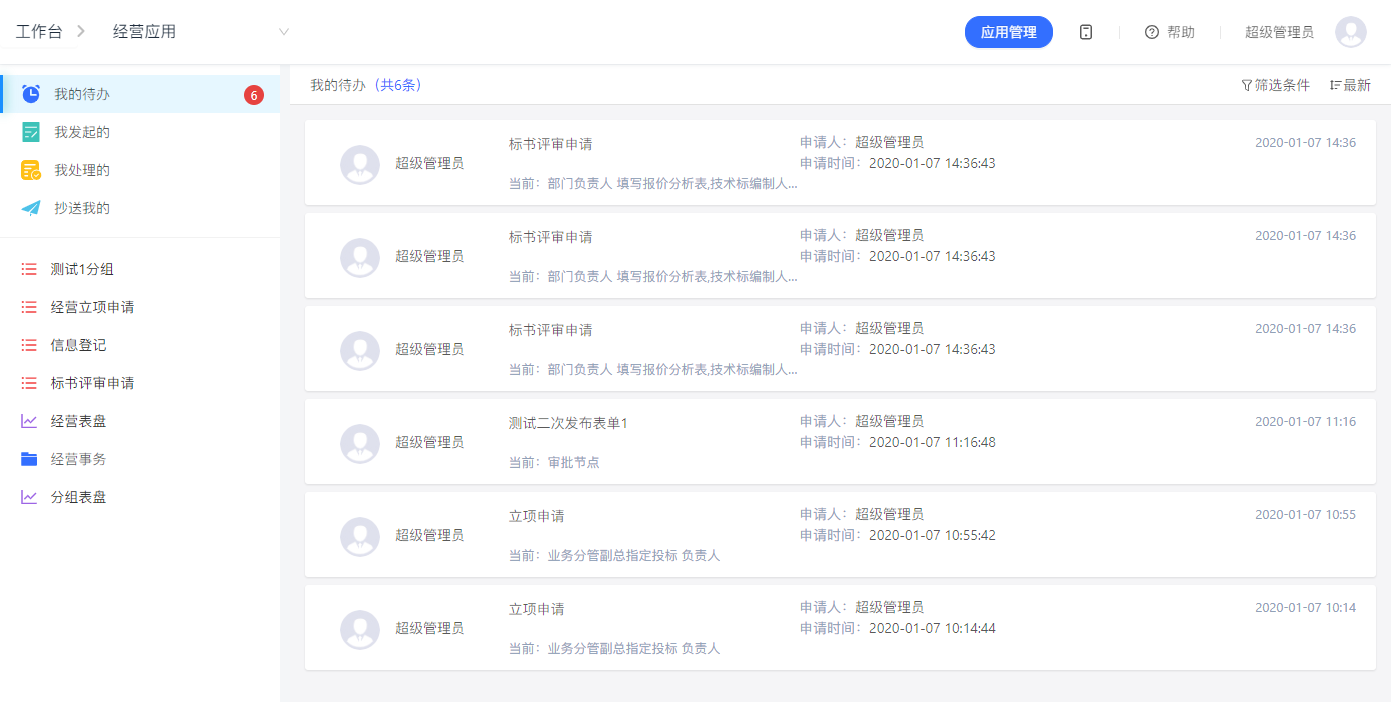 工作台
经营应用
应用管理
帮助
超级管理员
我的待办
6
我发起的
我处理的
抄送我的
测试1分组
经营立项申请
信息登记
标书评审申请
经营表盘
经营事务
分组表盘
我的待办（共6条）
筛选条件
最新
超级管理员
标书评审申请
当前：部门负责人 填写报价分析表,技术标编制人...
申请人：超级管理员
申请时间：2020-01-07 14:36:43
2020-01-07 14:36
超级管理员
标书评审申请
当前：部门负责人 填写报价分析表,技术标编制人...
申请人：超级管理员
申请时间：2020-01-07 14:36:43
2020-01-07 14:36
超级管理员
标书评审申请
当前：部门负责人 填写报价分析表,技术标编制人...
申请人：超级管理员
申请时间：2020-01-07 14:36:43
2020-01-07 14:36
超级管理员
测试二次发布表单1
当前：审批节点
申请人：超级管理员
申请时间：2020-01-07 11:16:48
2020-01-07 11:16
超级管理员
立项申请
当前：业务分管副总指定投标 负责人
申请人：超级管理员
申请时间：2020-01-07 10:55:42
2020-01-07 10:55
超级管理员
立项申请
当前：业务分管副总指定投标 负责人
申请人：超级管理员
申请时间：2020-01-07 10:14:44
2020-01-07 10:14